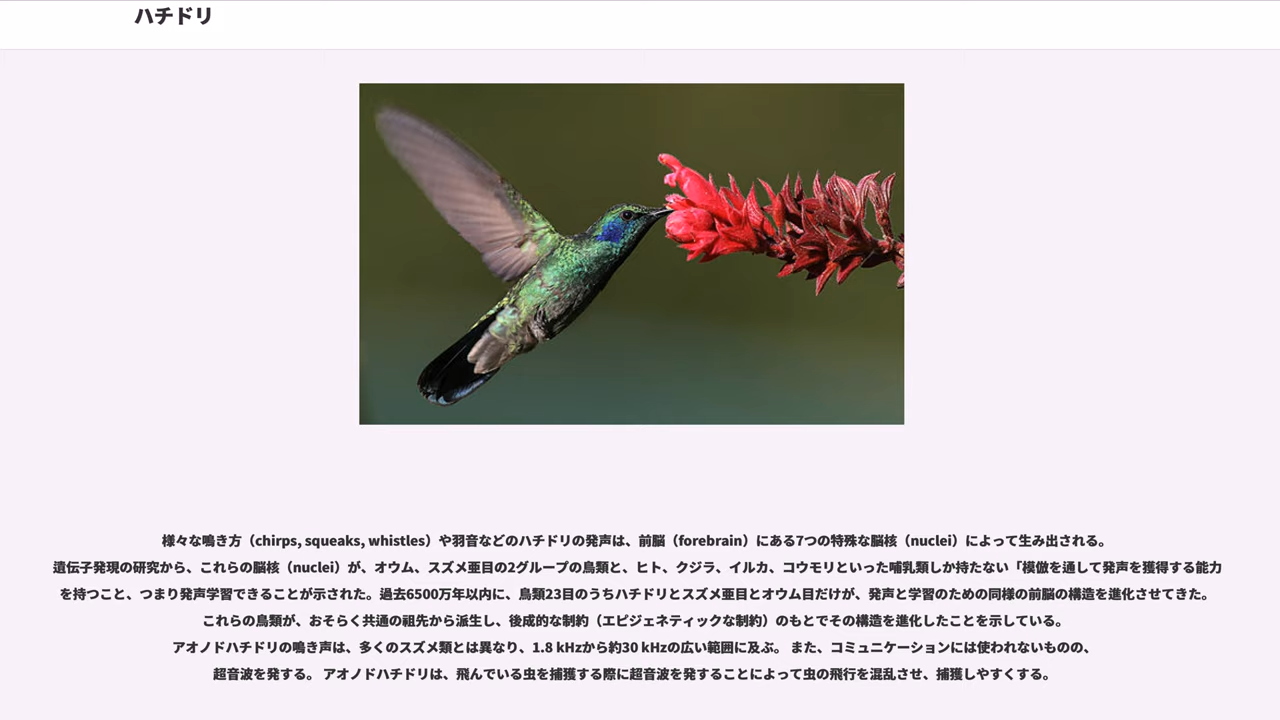 ハチドリ
様々な鳴き方（chirps, squeaks, whistles）や羽音などのハチドリの発声は、前脳（forebrain）にある7つの特殊な脳核（nuclei）によって生み出される。
遺伝子発現の研究から、これらの脳核（nuclei）が、オウム、スズメ亜目の2グループの鳥類と、ヒト、クジラ、イルカ、コウモリといった哺乳類しか持たない「模倣を通して発声を獲得する能力
を持つこと、つまり発声学習できることが示された。過去6500万年以内に、鳥類23目のうちハチドリとスズメ亜目とオウム目だけが、発声と学習のための同様の前脳の構造を進化させてきた。
これらの鳥類が、おそらく共通の祖先から派生し、後成的な制約（エピジェネティックな制約）のもとでその構造を進化したことを示している。
アオノドハチドリの鳴き声は、多くのスズメ類とは異なり、1.8 kHzから約30 kHzの広い範囲に及ぶ。 また、コミュニケーションには使われないものの、
超音波を発する。 アオノドハチドリは、飛んでいる虫を捕獲する際に超音波を発することによって虫の飛行を混乱させ、捕獲しやすくする。